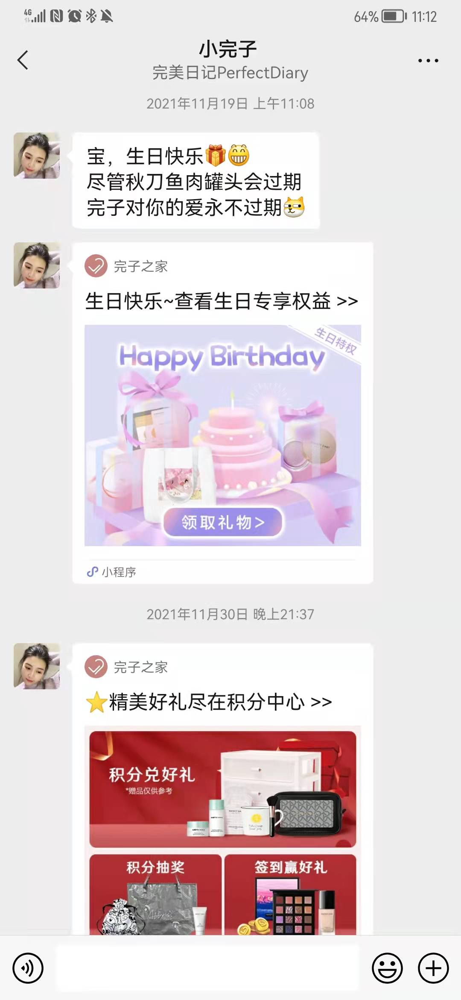 4G
64%
11:12
小完子
完美日记PerfectDiary
2021年11月19日 上午11:08
宝，生日快乐🎁😁
尽管秋刀鱼肉罐头会过期
完子对你的爱永不过期
完子之家
生日快乐~查看生日专享权益 >>
生日特权
Happy Birthday
领取礼物>
小程序
2021年11月30日 晚上21:37
完子之家
⭐精美好礼尽在积分中心 >>
积分兑好礼
*赠品仅供参考
积分抽奖
签到赢好礼
Abby's